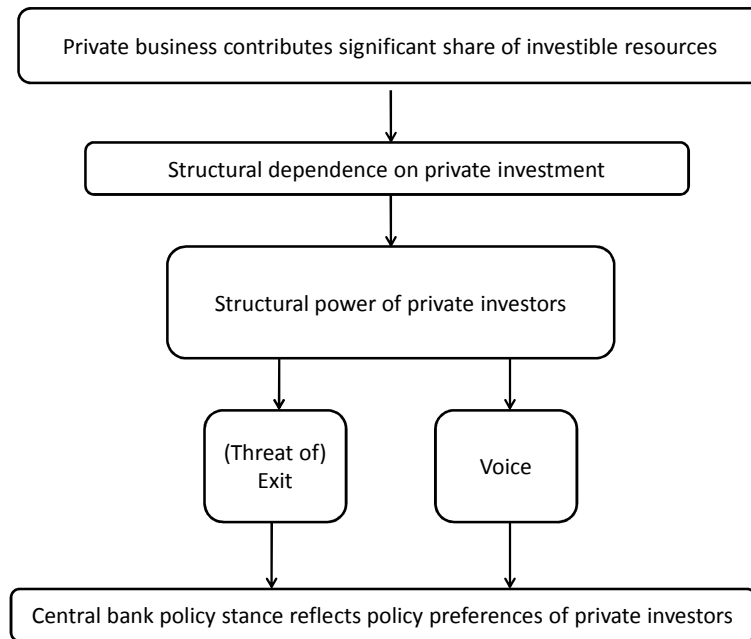 Private business contributes significant share of investible resources
Structural dependence on private investment
Structural power of private investors
(Threat of)
Exit
Voice
Central bank policy stance reflects policy preferences of private investors